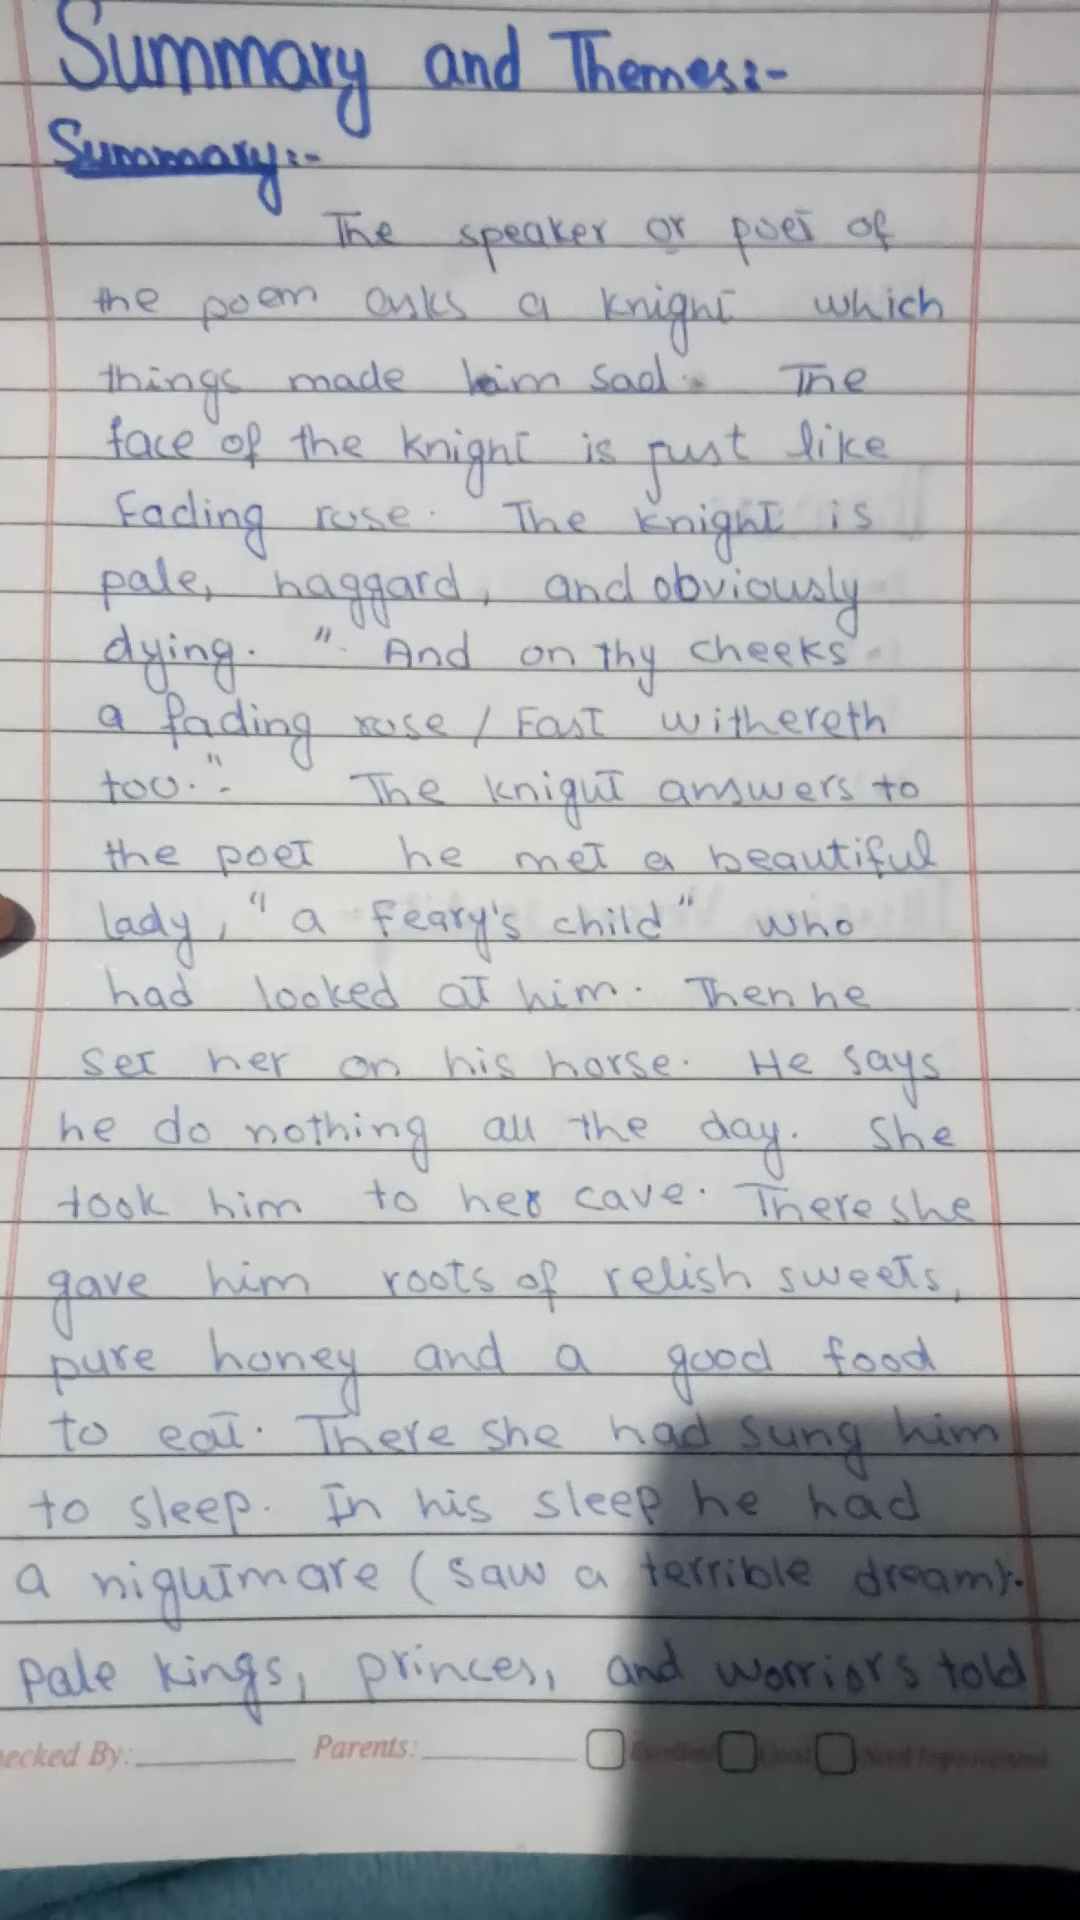 Summary and Themes:-
Summary:-
The speaker or poet of
the poem asks a knight which
things made him sad. The
face of the knight is just like
Fading rose. The knight is
pale, haggard, and obviously
dying. " And on thy cheeks
a fading rose / Fast withereth
too." The knight answers to
the poet he met a beautiful
lady, "a feary's child" who
had looked at him. Then he
set her on his horse. He says
he do nothing all the day. She
took him to her cave. There she
gave him roots of relish sweets,
pure honey and a good food
to eat. There she had sung him
to sleep. In his sleep he had
a nightmare (saw a terrible dream).
Pale kings, princes, and worriors told
ecked By: Parents: Excellent Good Need Improvement